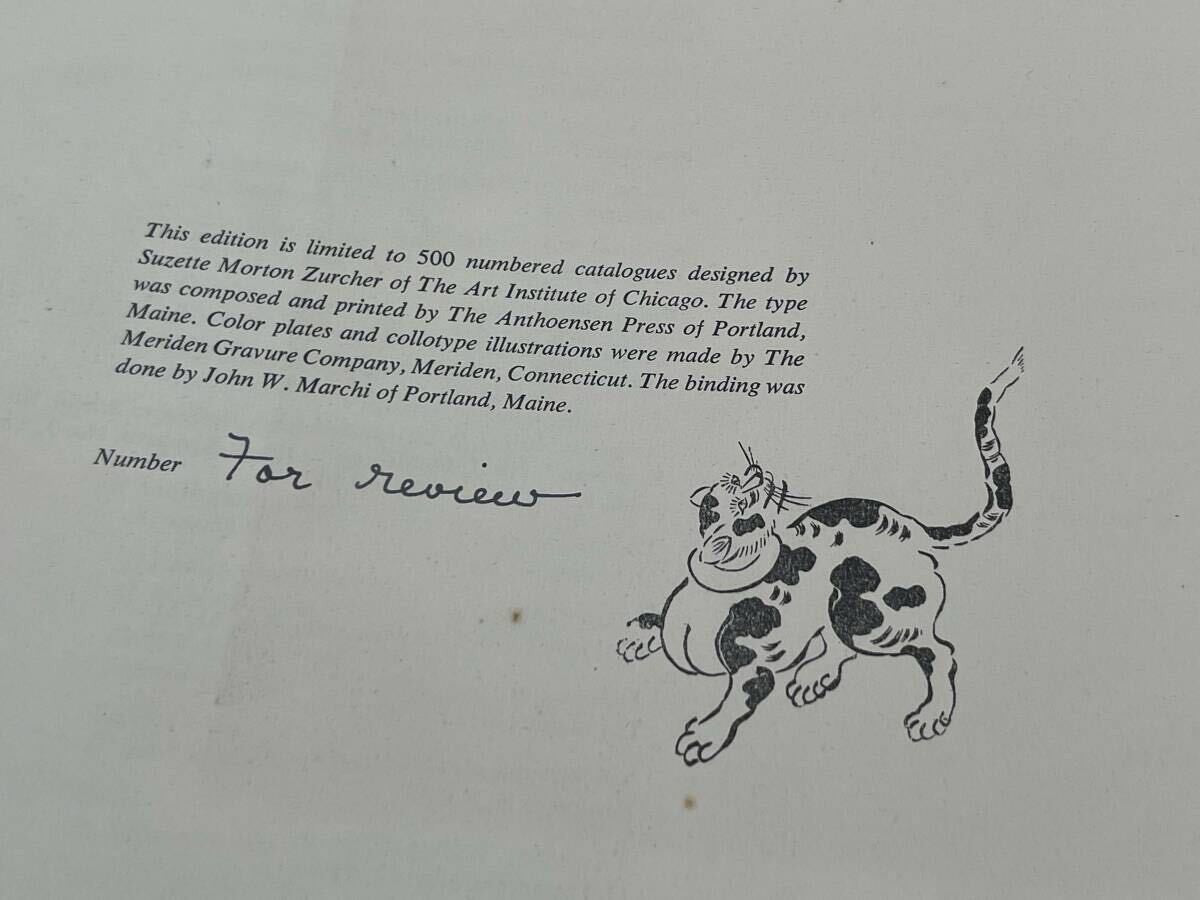 This edition is limited to 500 numbered catalogues designed by
Suzette Morton Zurcher of The Art Institute of Chicago. The type
was composed and printed by The Anthoensen Press of Portland,
Maine. Color plates and collotype illustrations were made by The
Meriden Gravure Company, Meriden, Connecticut. The binding was
done by John W. Marchi of Portland, Maine.
Number For review